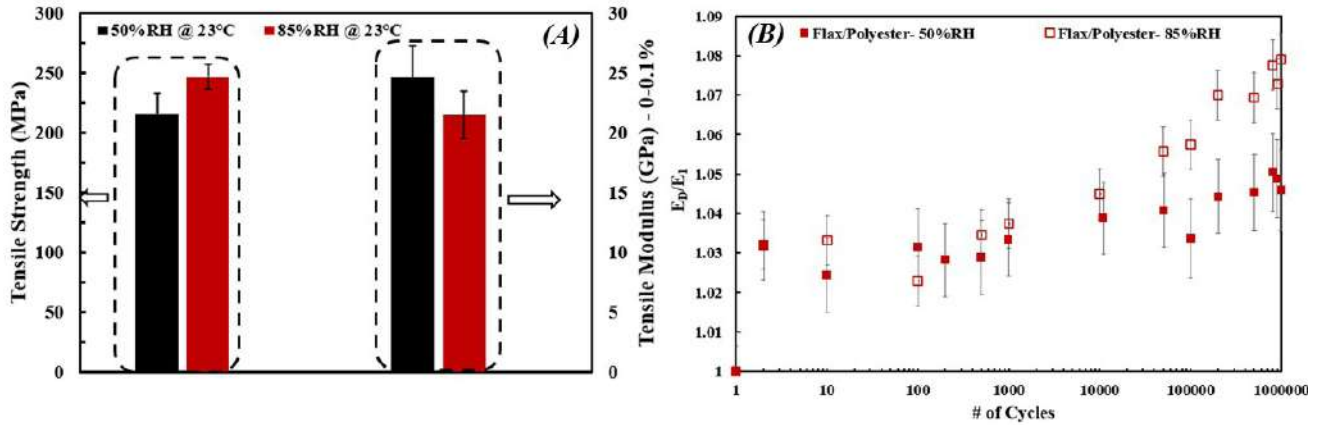 300
250
200
150
100
50
0
Tensile Strength (MPa)
50%RH @ 23°C
85%RH @ 23°C
(A)
30
25
20
15
10
5
0
Tensile Modulus (GPa) - 0-0.1%
(B)
Flax/Polyester- 50%RH
Flax/Polyester- 85%RH
1.09
1.08
1.07
1.06
1.05
1.04
1.03
1.02
1.01
1
E_D/E_1
1 10 100 1000 10000 100000 1000000
# of Cycles